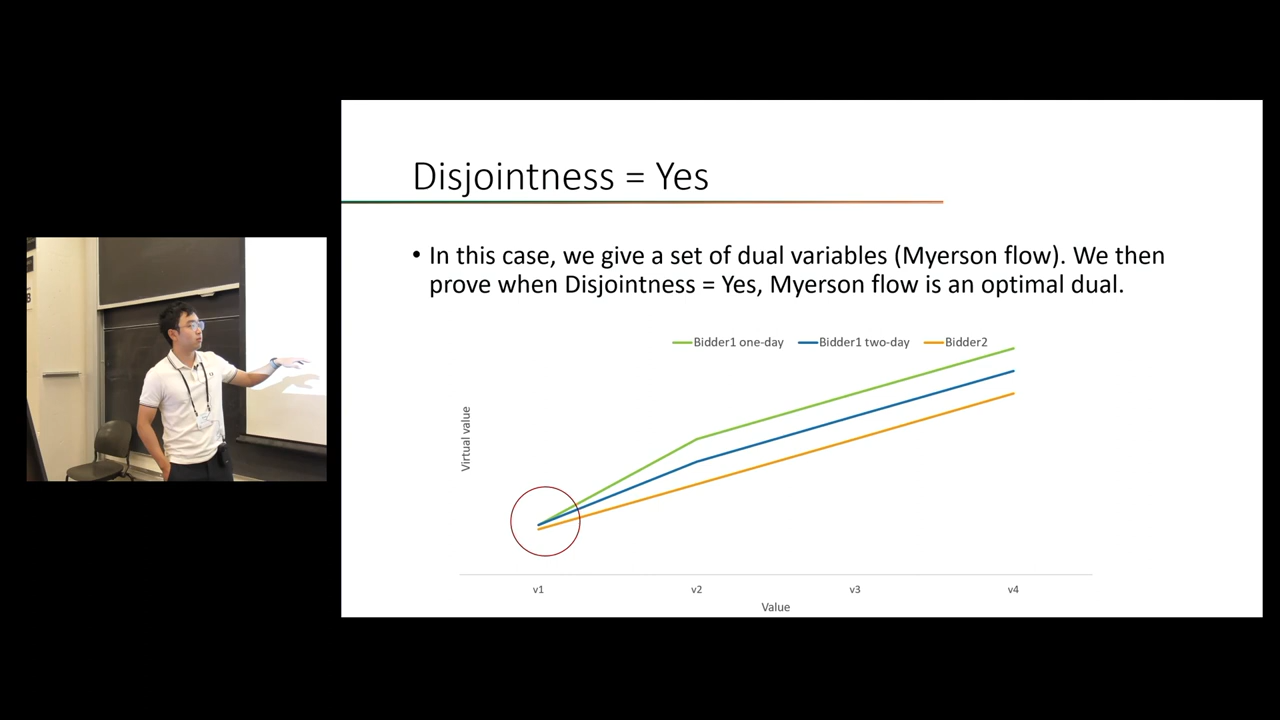 Disjointness = Yes
• In this case, we give a set of dual variables (Myerson flow). We then
prove when Disjointness = Yes, Myerson flow is an optimal dual.
Bidder1 one-day Bidder1 two-day Bidder2
Virtual value
v1 v2 v3 v4
Value